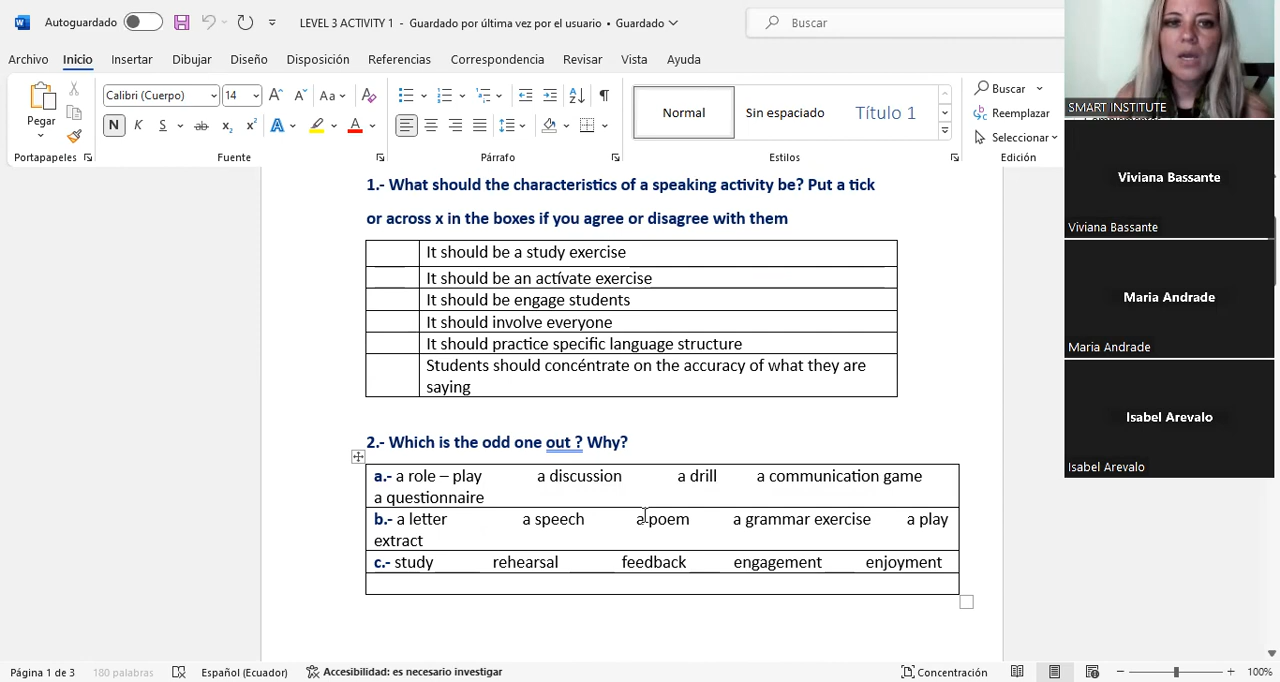 Autoguardado
LEVEL 3 ACTIVITY 1 - Guardado por última vez por el usuario - Guardado
Buscar
Archivo Inicio Insertar Dibujar Diseño Disposición Referencias Correspondencia Revisar Vista Ayuda
Pegar
Portapapeles
Calibri (Cuerpo) 14
Fuente
Párrafo
Normal
Sin espaciado
Título 1
Estilos
Buscar
Reemplazar
Seleccionar
Edición
SMART INSTITUTE
Viviana Bassante
Viviana Bassante
Maria Andrade
Maria Andrade
Isabel Arevalo
Isabel Arevalo
1.- What should the characteristics of a speaking activity be? Put a tick
or across x in the boxes if you agree or disagree with them
It should be a study exercise
It should be an actívate exercise
It should be engage students
It should involve everyone
It should practice specific language structure
Students should concéntrate on the accuracy of what they are
saying
2.- Which is the odd one out ? Why?
a.- a role – play a discussion a drill a communication game
a questionnaire
b.- a letter a speech a poem a grammar exercise a play
extract
c.- study rehearsal feedback engagement enjoyment
Página 1 de 3 180 palabras Español (Ecuador) Accesibilidad: es necesario investigar Concentración 100%